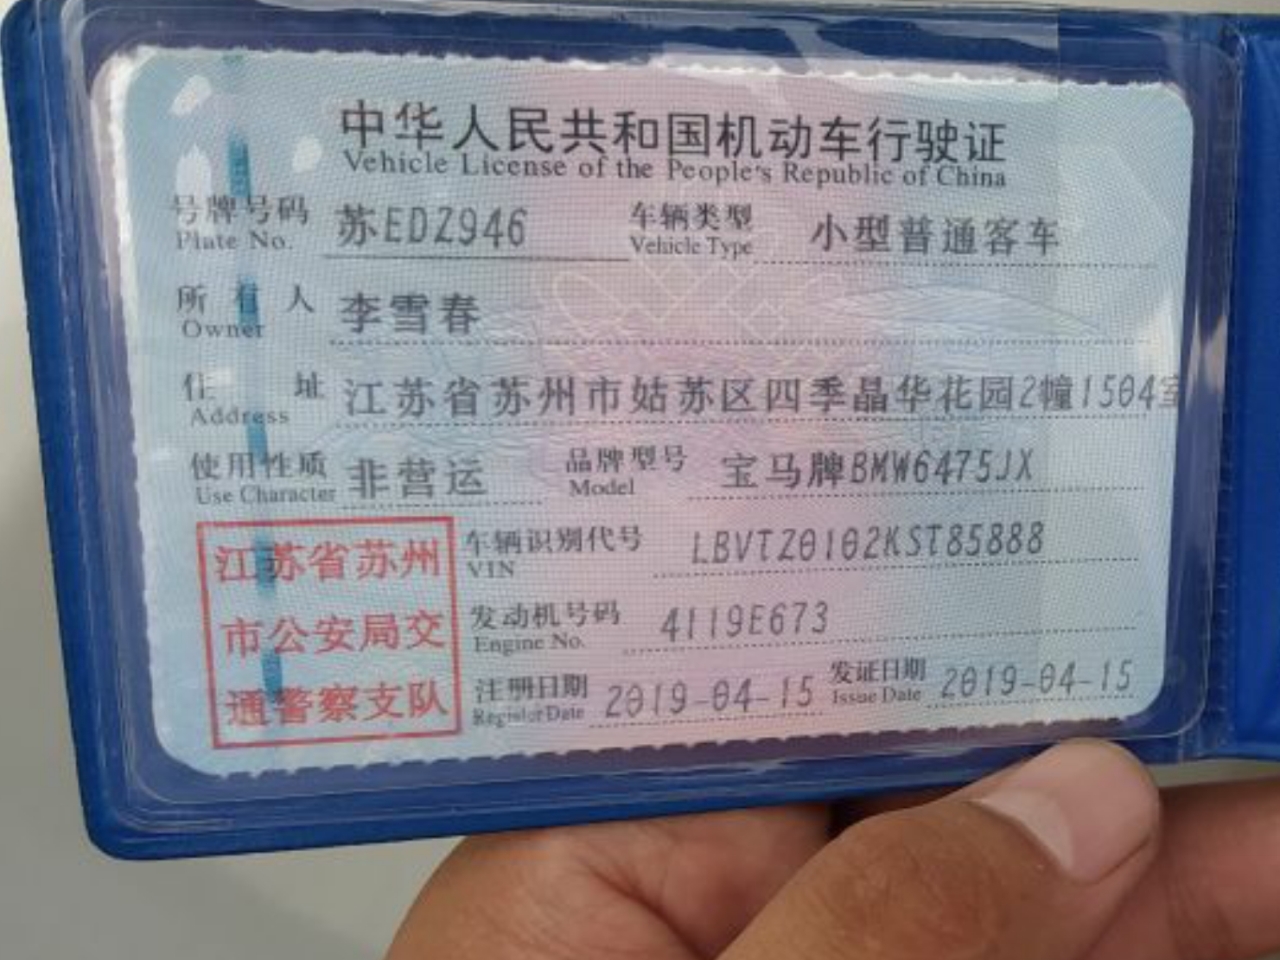 中华人民共和国机动车行驶证
Vehicle License of the People's Republic of China
号牌号码 苏EDZ946 车辆类型 小型普通客车
Plate No. Vehicle Type
所有人 李雪春
Owner
住址 江苏省苏州市姑苏区四季晶华花园2幢1504室
Address
使用性质 非营运 品牌型号 宝马牌BMW6475JX
Use Character Model
车辆识别代号 LBVTZ0102KST85888
VIN
发动机号码 4119E673
Engine No.
注册日期 2019-04-15 发证日期 2019-04-15
Register Date Issue Date
江苏省苏州
市公安局交
通警察支队